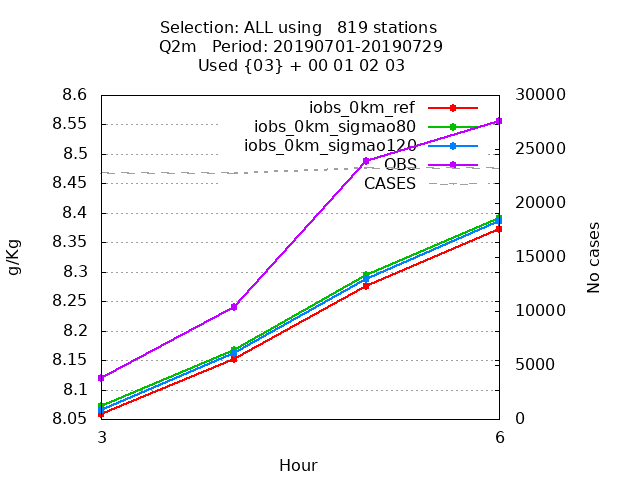 Selection: ALL using   819 stations
Q2m   Period: 20190701-20190729
Used {03} + 00 01 02 03
iobs_0km_ref
iobs_0km_sigmao80
iobs_0km_sigmao120
OBS
CASES
8.6
8.55
8.5
8.45
8.4
8.35
8.3
8.25
8.2
8.15
8.1
8.05
g/Kg
30000
25000
20000
15000
10000
5000
0
No cases
3
6
Hour